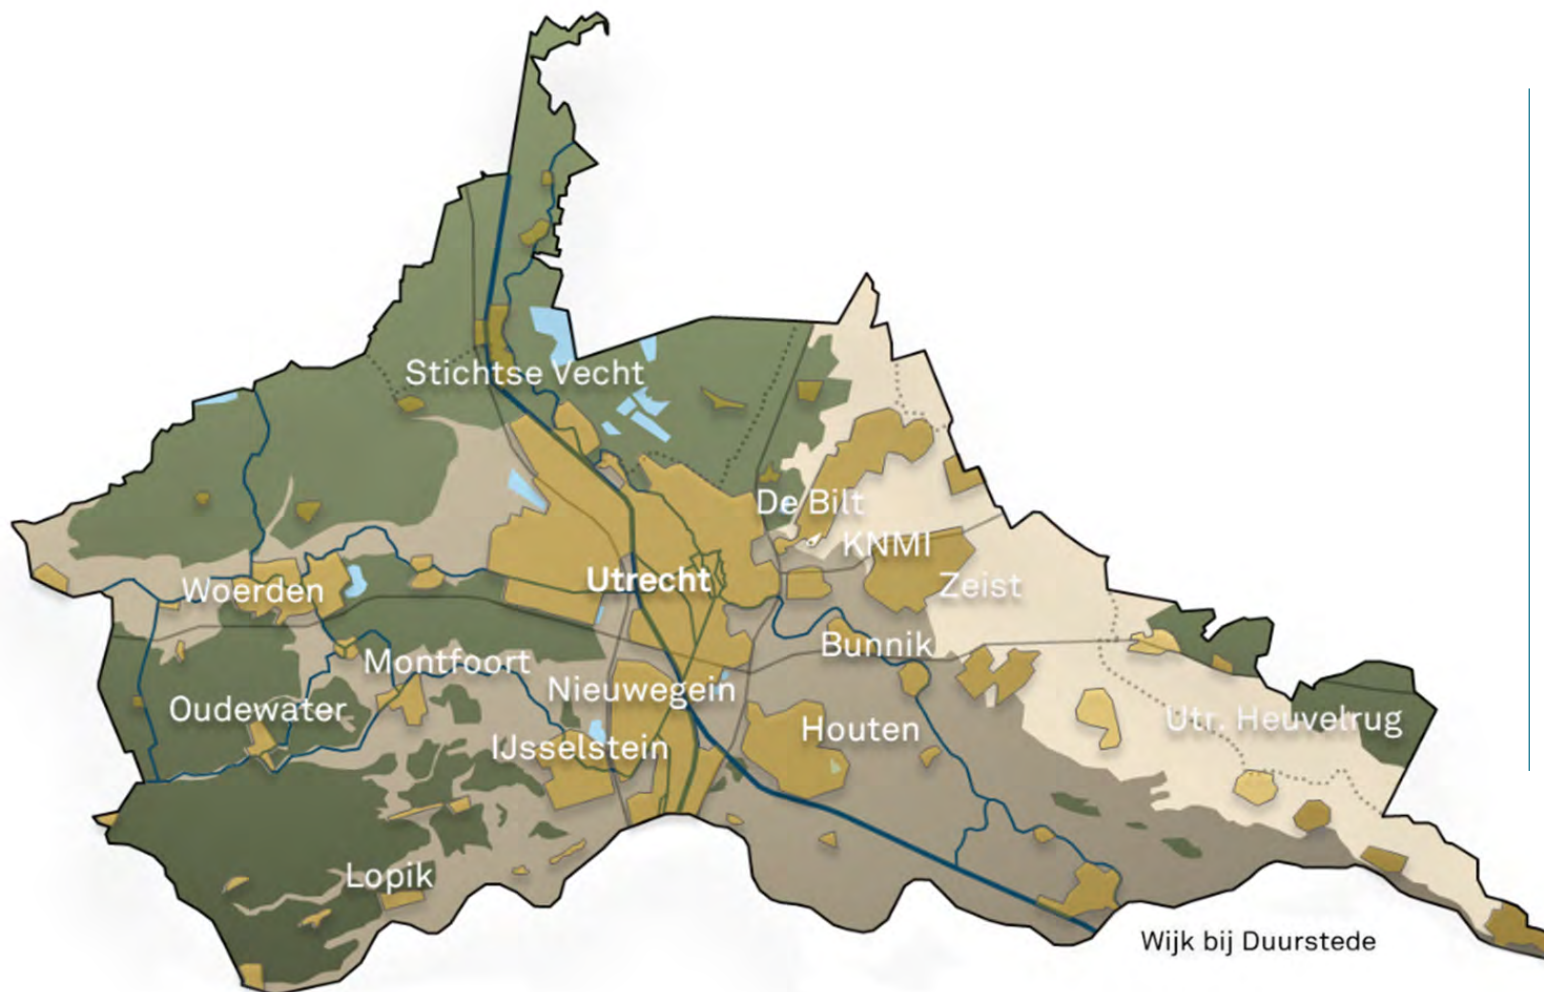 Stichtse Vecht
De Bilt
KNMI
Utrecht
Zeist
Woerden
Bunnik
Montfoort
Nieuwegein
Oudewater
Houten
Utr. Heuvelrug
IJsselstein
Lopik
Wijk bij Duurstede